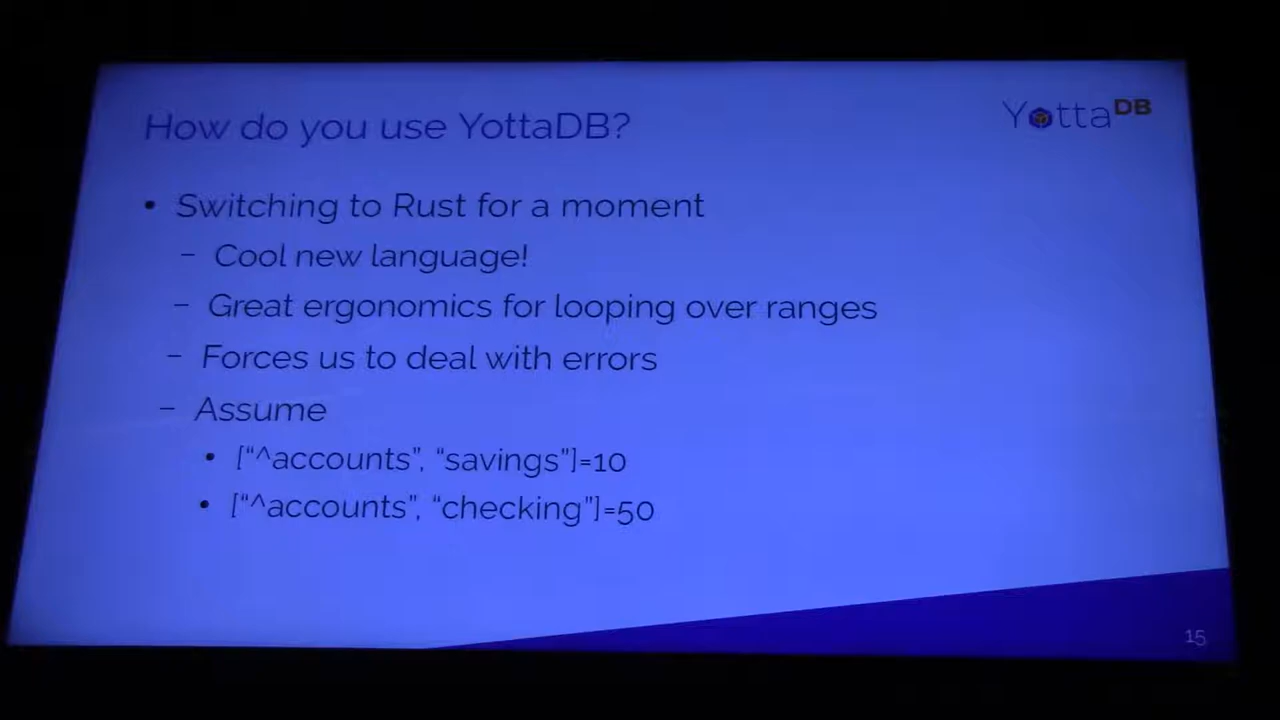 How do you use YottaDB?
YottaDB
• Switching to Rust for a moment
– Cool new language!
– Great ergonomics for looping over ranges
– Forces us to deal with errors
– Assume
• [“^accounts”, “savings”]=10
• [“^accounts”, “checking”]=50
15